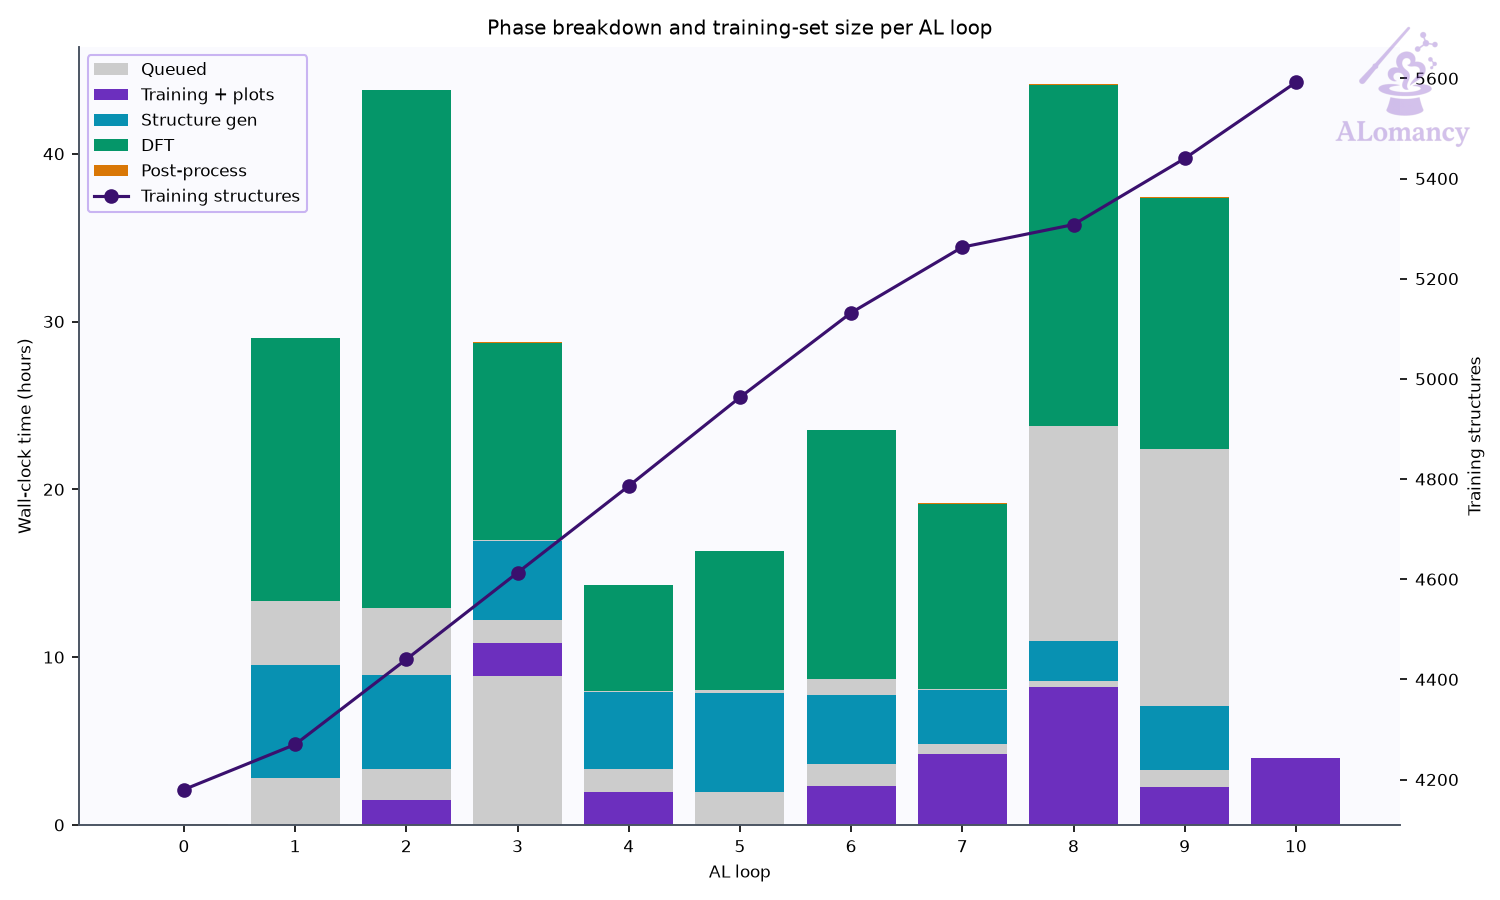 Phase breakdown and training-set size per AL loop
Queued
Training + plots
Structure gen
DFT
Post-process
Training structures
ALomancy
Wall-clock time (hours)
40
30
20
10
0
5600
5400
5200
5000
4800
4600
4400
4200
Training structures
0 1 2 3 4 5 6 7 8 9 10
AL loop